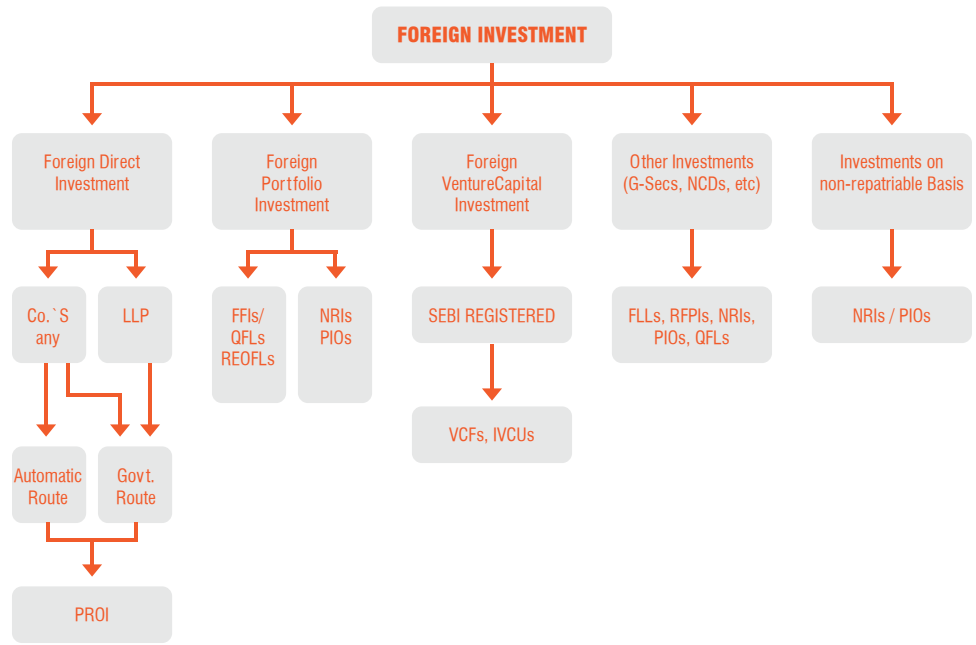 FOREIGN INVESTMENT
Foreign Direct
Investment
Foreign
Portfolio
Investment
Foreign
VentureCapital
Investment
Other Investments
(G-Secs, NCDs, etc)
Investments on
non-repatriable Basis
Co.`S
any
LLP
FFIs/
QFLs
REOFLs
NRIs
PIOs
SEBI REGISTERED
FLLs, RFPIs, NRIs,
PIOs, QFLs
NRIs / PIOs
VCFs, IVCUs
Automatic
Route
Govt.
Route
PROI